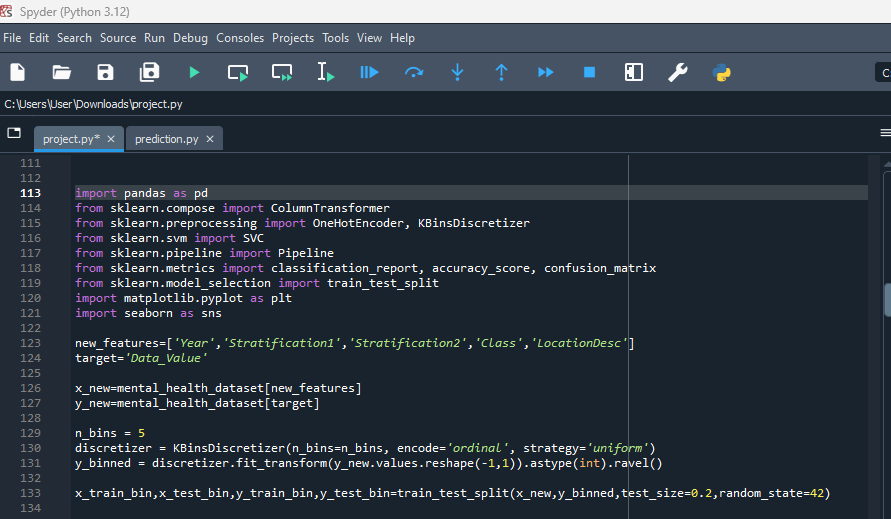 Spyder (Python 3.12)
File Edit Search Source Run Debug Consoles Projects Tools View Help
C:\Users\User\Downloads\project.py
project.py* prediction.py
111
112
113 import pandas as pd
114 from sklearn.compose import ColumnTransformer
115 from sklearn.preprocessing import OneHotEncoder, KBinsDiscretizer
116 from sklearn.svm import SVC
117 from sklearn.pipeline import Pipeline
118 from sklearn.metrics import classification_report, accuracy_score, confusion_matrix
119 from sklearn.model_selection import train_test_split
120 import matplotlib.pyplot as plt
121 import seaborn as sns
122
123 new_features=['Year','Stratification1','Stratification2','Class','LocationDesc']
124 target='Data_Value'
125
126 x_new=mental_health_dataset[new_features]
127 y_new=mental_health_dataset[target]
128
129 n_bins = 5
130 discretizer = KBinsDiscretizer(n_bins=n_bins, encode='ordinal', strategy='uniform')
131 y_binned = discretizer.fit_transform(y_new.values.reshape(-1,1)).astype(int).ravel()
132
133 x_train_bin,x_test_bin,y_train_bin,y_test_bin=train_test_split(x_new,y_binned,test_size=0.2,random_state=42)
134